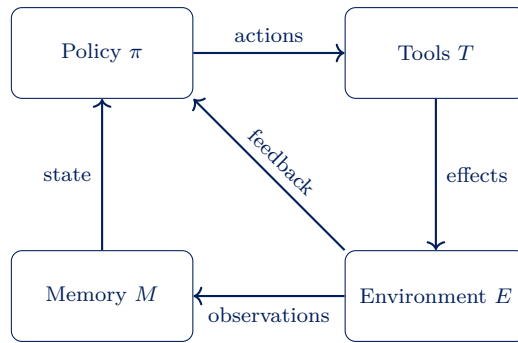 Policy π
actions
Tools T
feedback
state
effects
Memory M
observations
Environment E